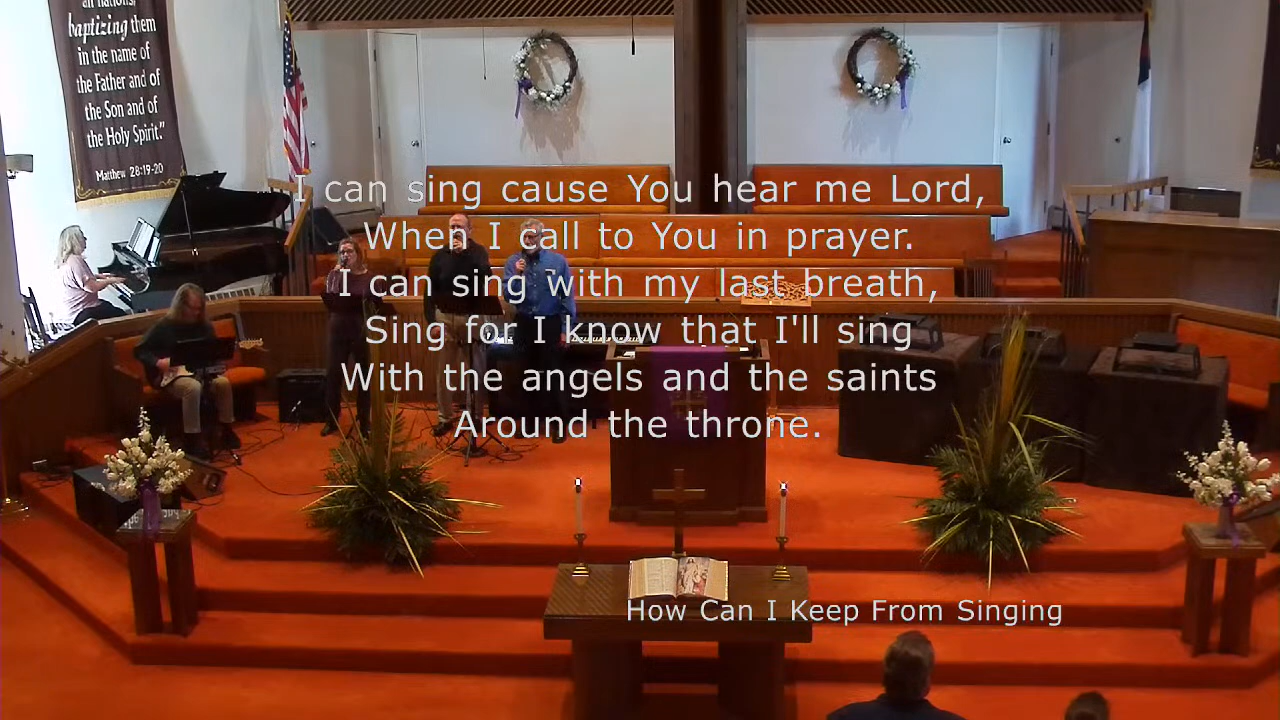 all nations,
baptizing them
in the name of
the Father and of
the Son and of
the Holy Spirit."
Matthew 28:19-20
I can sing cause You hear me Lord,
When I call to You in prayer.
I can sing with my last breath,
Sing for I know that I'll sing
With the angels and the saints
Around the throne.
How Can I Keep From Singing